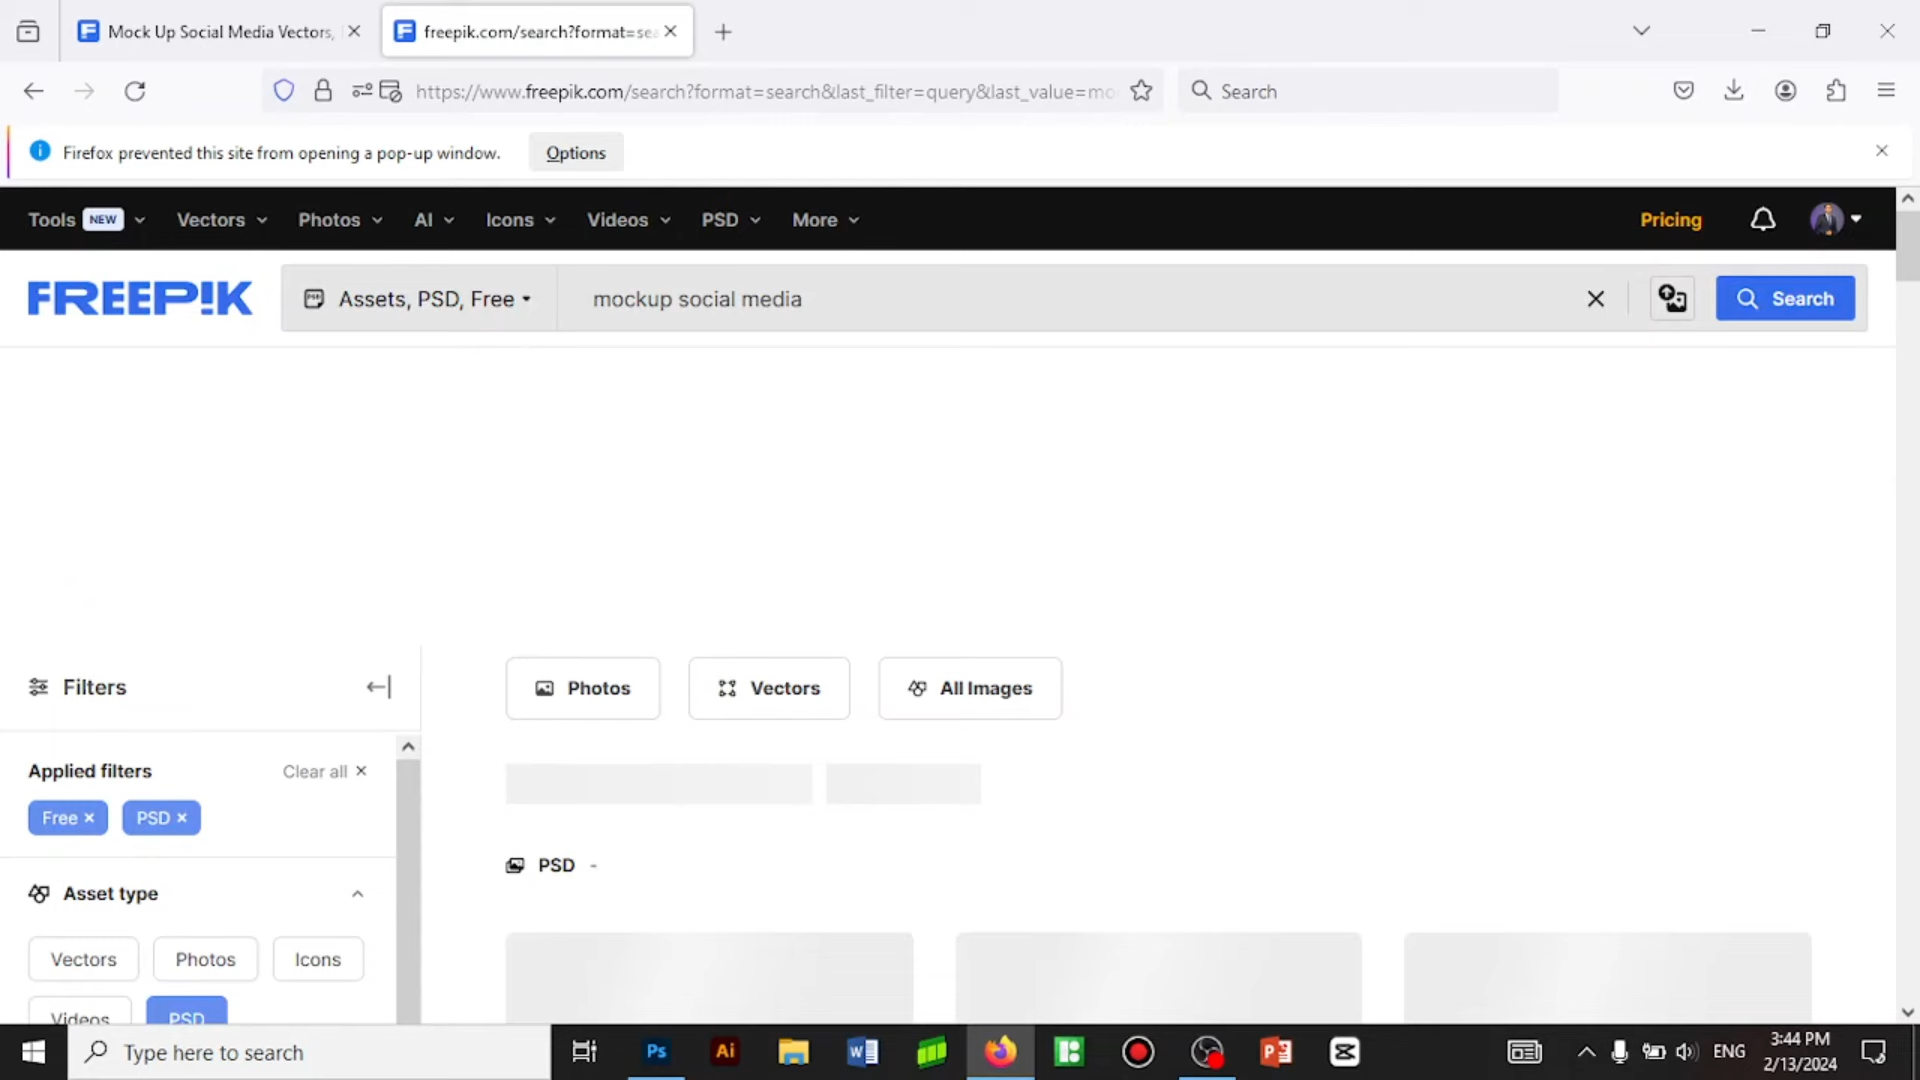 Mock Up Social Media Vectors,
freepik.com/search?format=sea
https://www.freepik.com/search?format=search&last_filter=query&last_value=mo
Search
Firefox prevented this site from opening a pop-up window.
Options
Tools NEW Vectors Photos AI Icons Videos PSD More Pricing
FREEP!K
Assets, PSD, Free
mockup social media
Search
Filters
Photos
Vectors
All Images
Applied filters
Clear all ×
Free ×
PSD ×
PSD -
Asset type
Vectors
Photos
Icons
Videos
PSD
Type here to search
Ps
Ai
ENG
3:44 PM
2/13/2024